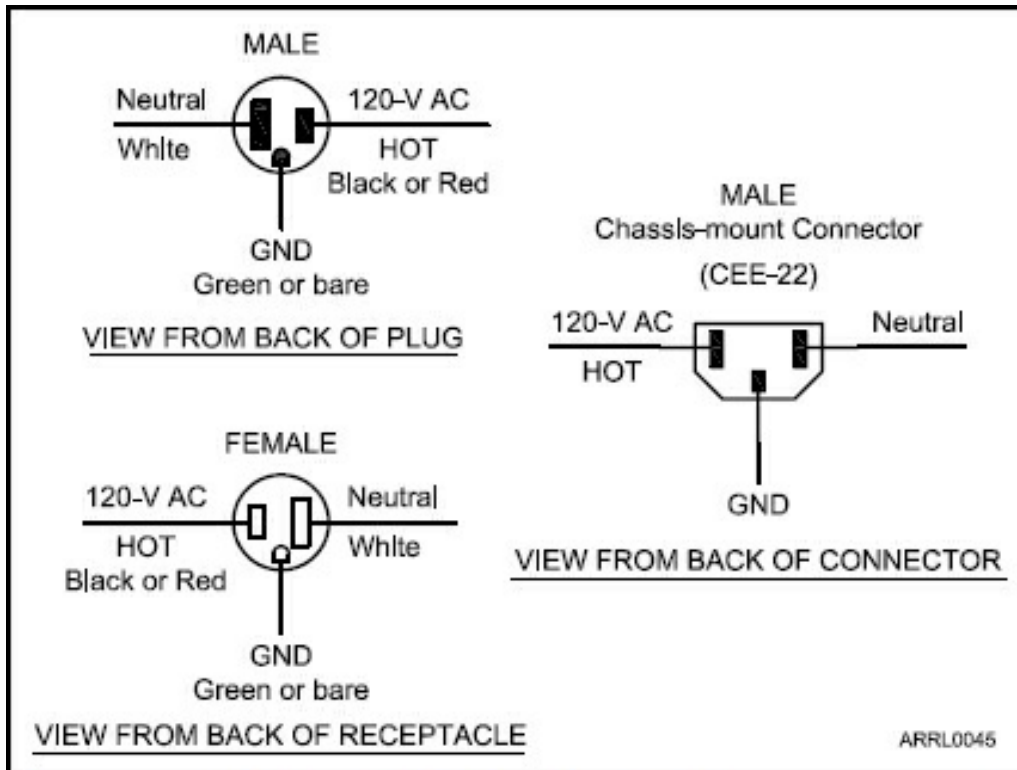 MALE
Neutral
120-V AC
White
HOT
Black or Red
GND
Green or bare
VIEW FROM BACK OF PLUG
MALE
Chassis-mount Connector
(CEE-22)
120-V AC
Neutral
HOT
GND
VIEW FROM BACK OF CONNECTOR
FEMALE
120-V AC
Neutral
HOT
White
Black or Red
GND
Green or bare
VIEW FROM BACK OF RECEPTACLE
ARRL0045